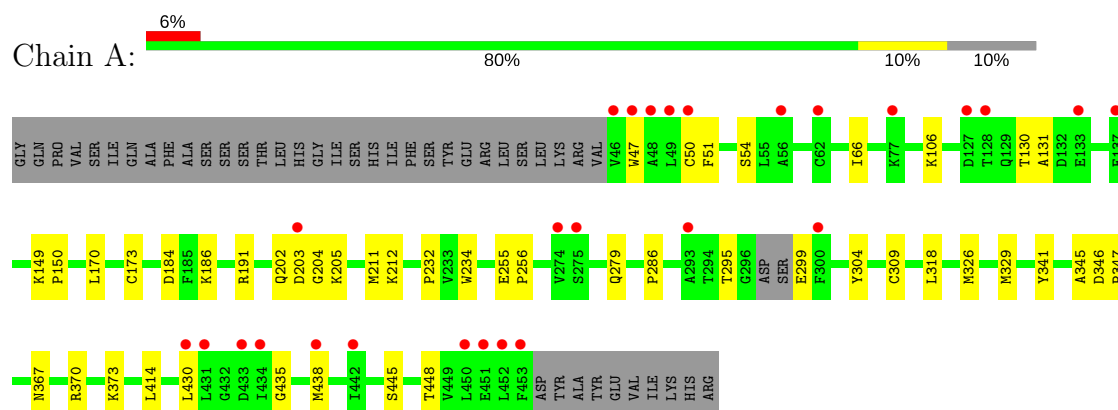 6%
Chain A:
80% 10% 10%
GLY GLN PRO VAL SER ILE GLN ALA PHE ALA SER SER SER THR LEU HIS GLY ILE SER HIS ILE PHE SER TYR GLU ARG LEU SER LEU LYS ARG VAL V46 W47 A48 L49 C50 F51 S54 L55 A56 C62 I66 K77 K106 D127 T128 Q129 T130 A131 D132 E133
K149 P150 L170 C173 D184 F185 K186 R191 Q202 D203 G204 K205 M211 K212 P232 V233 W234 E255 P256 V274 S275 Q279 P286 A293 T294 T295 G296 ASP SER E299 F300 Y304 C309 L318 M326 M329 Y341 A345 D346
N367 R370 K373 L414 L430 L431 G432 D433 I434 G435 M438 I442 S445 T448 V449 L450 E451 L452 F453 ASP TYR ALA TYR GLU VAL ILE LYS HIS ARG